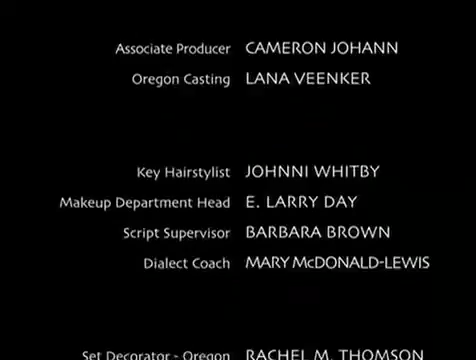 Associate Producer CAMERON JOHANN
Oregon Casting LANA VEENKER
Key Hairstylist JOHNNI WHITBY
Makeup Department Head E. LARRY DAY
Script Supervisor BARBARA BROWN
Dialect Coach MARY McDONALD-LEWIS
Set Decorator - Oregon RACHEL M. THOMSON